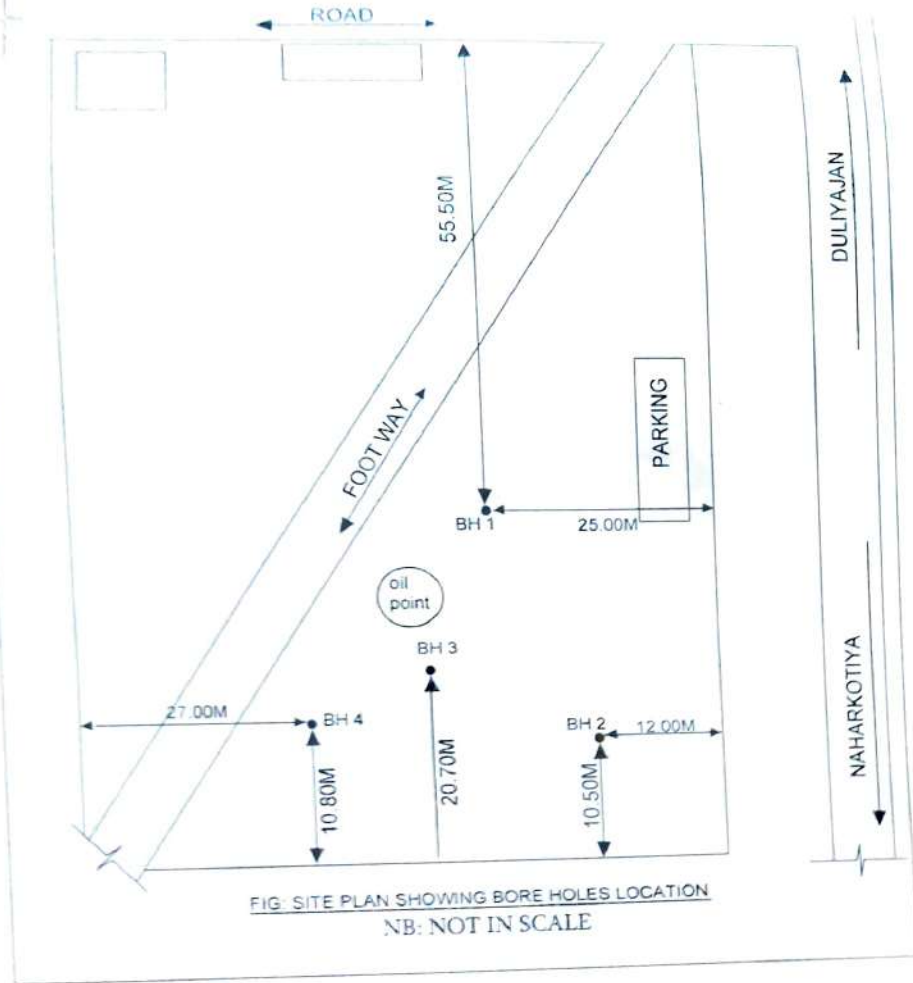 ROAD
55.50M
DULIYAJAN
FOOT WAY
PARKING
BH 1
25.00M
oil
point
BH 3
27.00M
BH 4
BH 2
12.00M
10.80M
20.70M
10.50M
NAHARKOTIYA
FIG: SITE PLAN SHOWING BORE HOLES LOCATION
NB: NOT IN SCALE